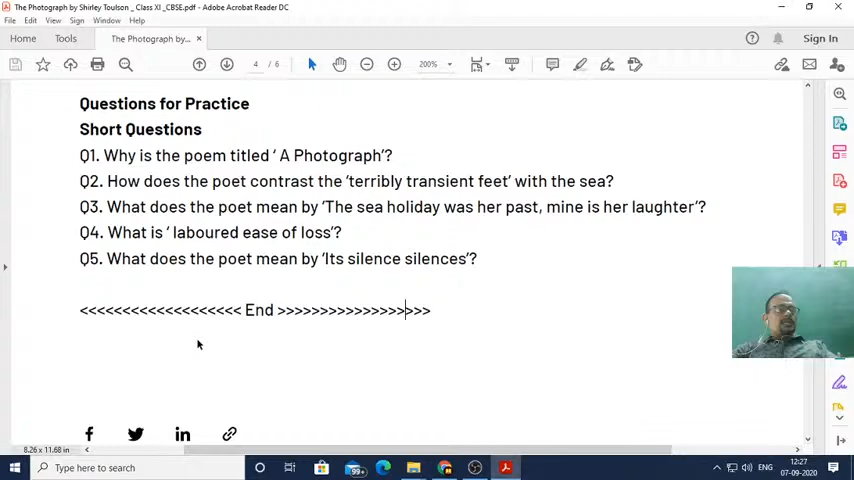 The Photograph by Shirley Toulson _ Class XI _CBSE.pdf - Adobe Acrobat Reader DC
File Edit View Sign Window Help
Home Tools The Photograph by... × Sign In
4 / 6 200%
Questions for Practice
Short Questions
Q1. Why is the poem titled ‘ A Photograph’?
Q2. How does the poet contrast the ‘terribly transient feet’ with the sea?
Q3. What does the poet mean by ‘The sea holiday was her past, mine is her laughter’?
Q4. What is ‘ laboured ease of loss’?
Q5. What does the poet mean by ‘Its silence silences’?
<<<<<<<<<<<<<<<<<<< End >>>>>>>>>>>>>>>>>>
8.26 x 11.68 in
Type here to search 99+ ENG 12:27
07-09-2020